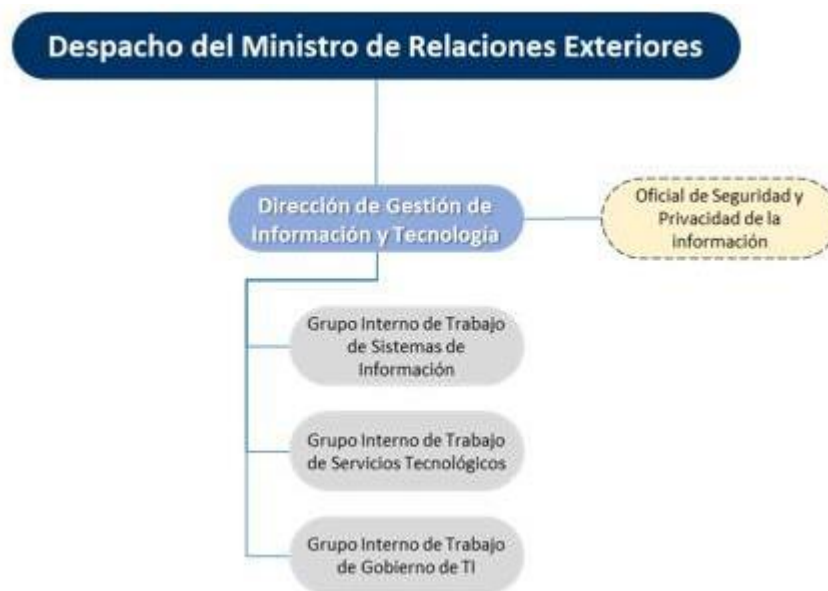 Despacho del Ministro de Relaciones Exteriores
Dirección de Gestión de
Información y Tecnología
Oficial de Seguridad y
Privacidad de la
información
Grupo Interno de Trabajo
de Sistemas de
Información
Grupo Interno de Trabajo
de Servicios Tecnológicos
Grupo Interno de Trabajo
de Gobierno de TI